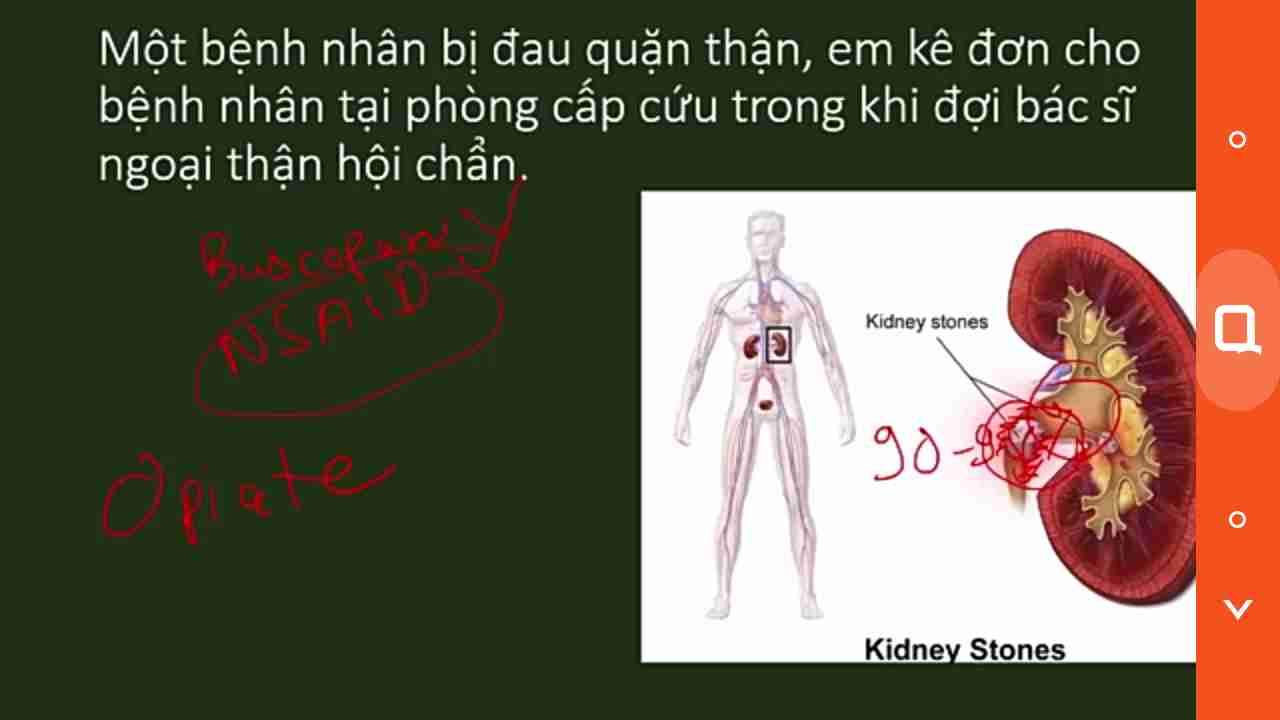 Một bệnh nhân bị đau quặn thận, em kê đơn cho
bệnh nhân tại phòng cấp cứu trong khi đợi bác sĩ
ngoại thận hội chẩn.
Buscopan
NSAID
Opiate
Kidney stones
90-
Kidney Stones